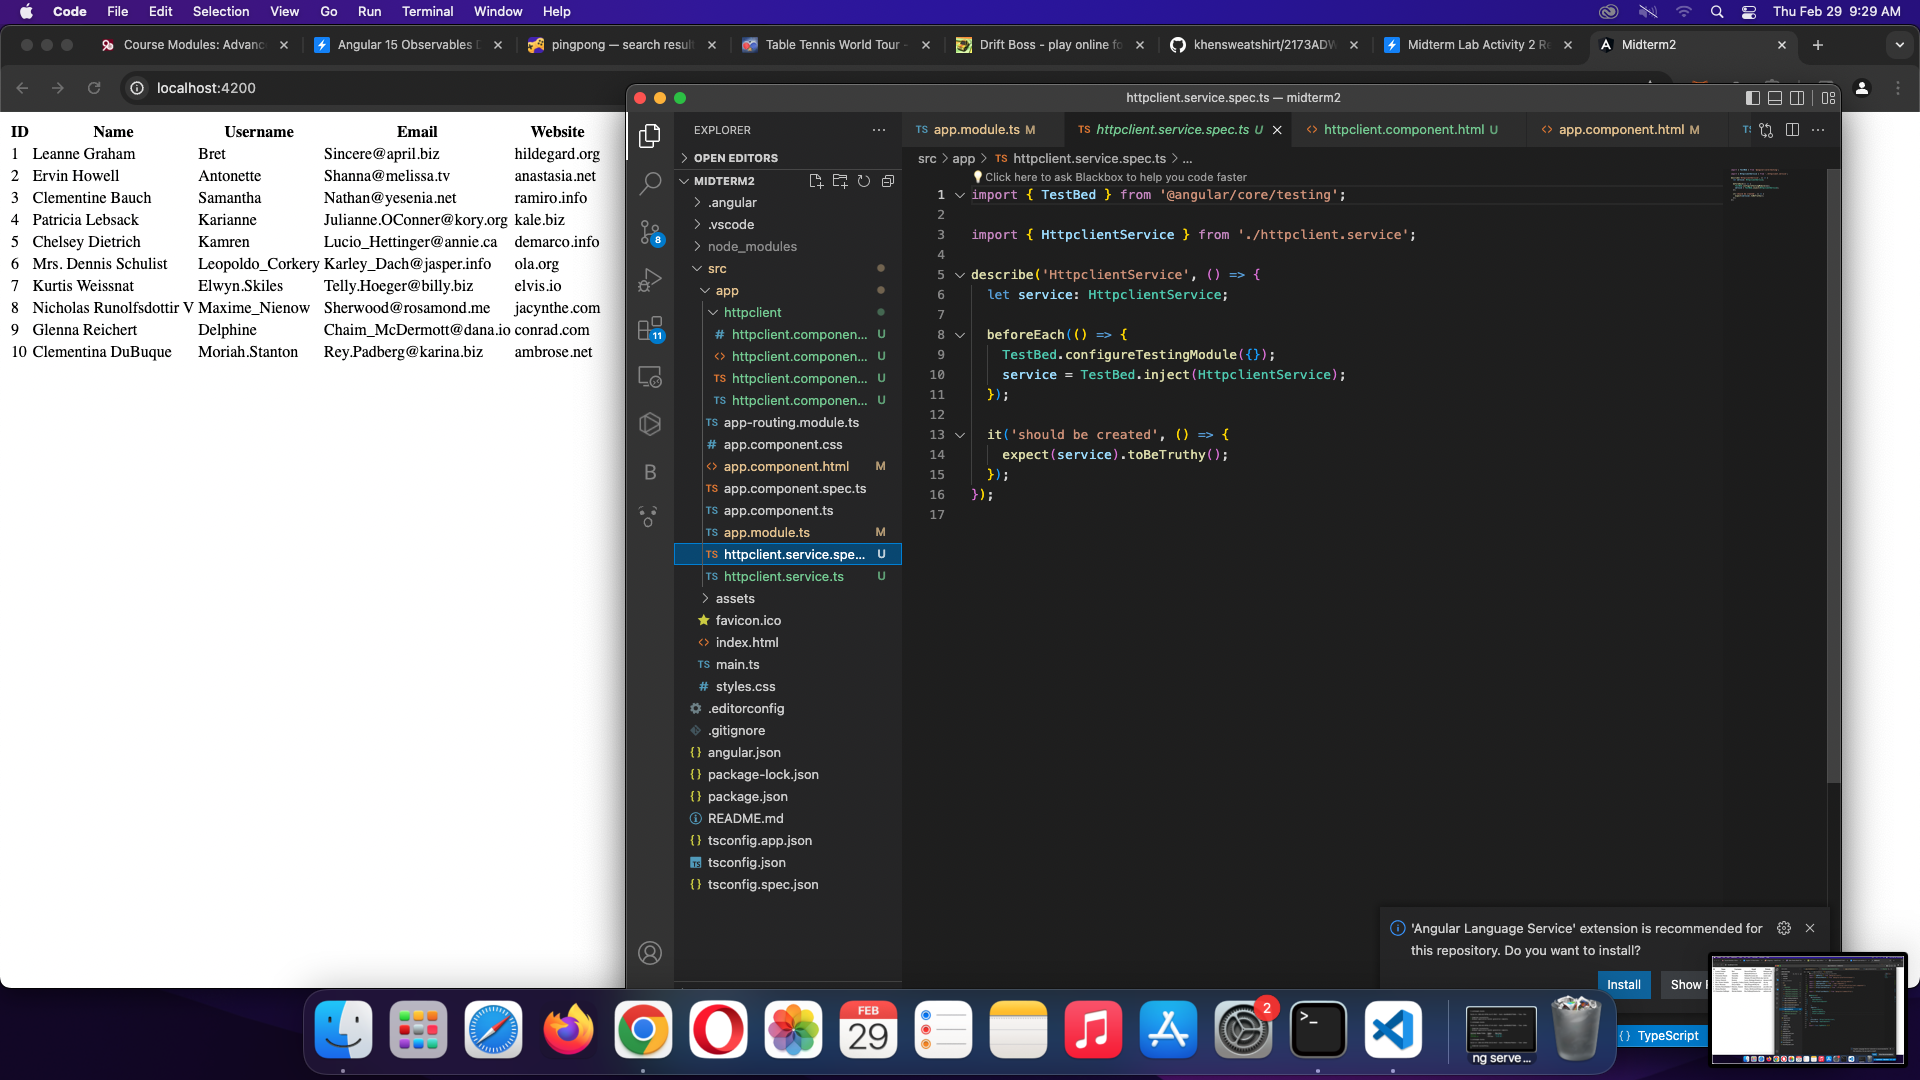 Code File Edit Selection View Go Run Terminal Window Help
Thu Feb 29 9:29 AM
Course Modules: Advanc
Angular 15 Observables D
pingpong — search result
Table Tennis World Tour -
Drift Boss - play online fo
khensweatshirt/2173ADW
Midterm Lab Activity 2 Re
Midterm2
localhost:4200
ID Name Username Email Website
1 Leanne Graham Bret Sincere@april.biz hildegard.org
2 Ervin Howell Antonette Shanna@melissa.tv anastasia.net
3 Clementine Bauch Samantha Nathan@yesenia.net ramiro.info
4 Patricia Lebsack Karianne Julianne.OConner@kory.org kale.biz
5 Chelsey Dietrich Kamren Lucio_Hettinger@annie.ca demarco.info
6 Mrs. Dennis Schulist Leopoldo_Corkery Karley_Dach@jasper.info ola.org
7 Kurtis Weissnat Elwyn.Skiles Telly.Hoeger@billy.biz elvis.io
8 Nicholas Runolfsdottir V Maxime_Nienow Sherwood@rosamond.me jacynthe.com
9 Glenna Reichert Delphine Chaim_McDermott@dana.io conrad.com
10 Clementina DuBuque Moriah.Stanton Rey.Padberg@karina.biz ambrose.net
httpclient.service.spec.ts — midterm2
EXPLORER
OPEN EDITORS
MIDTERM2
.angular
.vscode
node_modules
src
app
httpclient
# httpclient.componen... U
<> httpclient.componen... U
TS httpclient.componen... U
TS httpclient.componen... U
TS app-routing.module.ts
# app.component.css
<> app.component.html M
TS app.component.spec.ts
TS app.component.ts
TS app.module.ts M
TS httpclient.service.spe... U
TS httpclient.service.ts U
assets
favicon.ico
<> index.html
TS main.ts
# styles.css
.editorconfig
.gitignore
{} angular.json
{} package-lock.json
{} package.json
README.md
{} tsconfig.app.json
TS tsconfig.json
{} tsconfig.spec.json
8
11
B
TS app.module.ts M
TS httpclient.service.spec.ts U
<> httpclient.component.html U
<> app.component.html M
src > app > TS httpclient.service.spec.ts > ...
Click here to ask Blackbox to help you code faster
1 import { TestBed } from '@angular/core/testing';
2
3 import { HttpclientService } from './httpclient.service';
4
5 describe('HttpclientService', () => {
6 let service: HttpclientService;
7
8 beforeEach(() => {
9 TestBed.configureTestingModule({});
10 service = TestBed.inject(HttpclientService);
11 });
12
13 it('should be created', () => {
14 expect(service).toBeTruthy();
15 });
16 });
17
'Angular Language Service' extension is recommended for
this repository. Do you want to install?
Install
Show
{} TypeScript
FEB
29
2
ng serve...